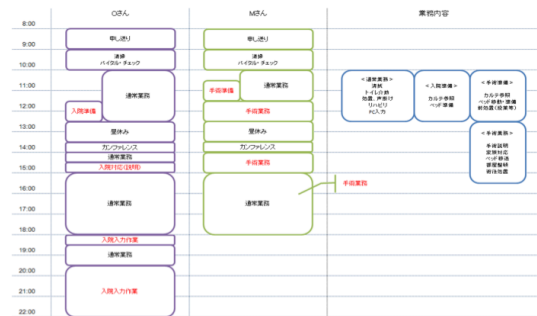 Oさん
Mさん
業務内容
8:00
9:00
10:00
11:00
12:00
13:00
14:00
15:00
16:00
17:00
18:00
19:00
20:00
21:00
22:00
申し送り
清掃
バイタル・チェック
通常業務
入院準備
昼休み
カンファレンス
通常業務
入院対応(説明)
通常業務
入院入力作業
通常業務
入院入力作業
申し送り
清掃
バイタル・チェック
手術準備
通常業務
手術業務
昼休み
カンファレンス
手術業務
通常業務
手術業務
<通常業務>
清拭
トイレ介助
処置、声掛け
リハビリ
PC入力
<入院準備>
カルテ参照
ベッド準備
<手術準備>
カルテ参照
ベッド移動・準備
<手術業務>
手術説明
家族対応
ベッド移送
部屋整頓
術後処置